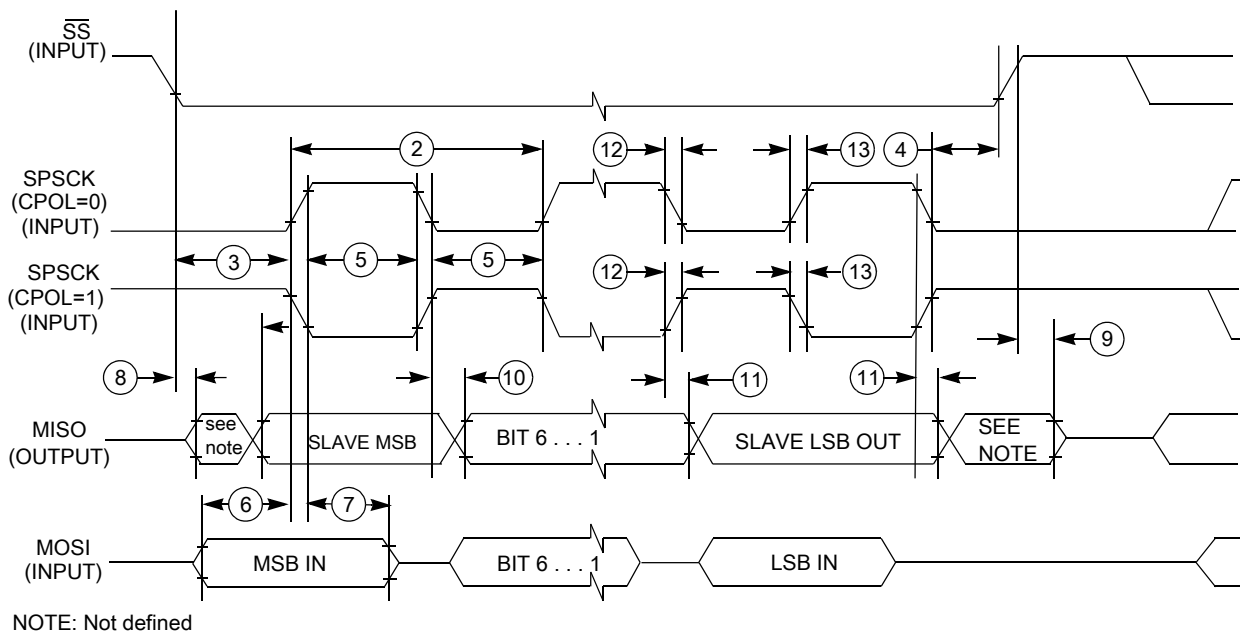 SS
(INPUT)
2
12
13
4
SPSCK
(CPOL=0)
(INPUT)
3
5
5
SPSCK
(CPOL=1)
(INPUT)
12
13
8
10
11
11
9
MISO
(OUTPUT)
see
note
SLAVE MSB
BIT 6 . . . 1
SLAVE LSB OUT
SEE
NOTE
6
7
MOSI
(INPUT)
MSB IN
BIT 6 . . . 1
LSB IN
NOTE: Not defined